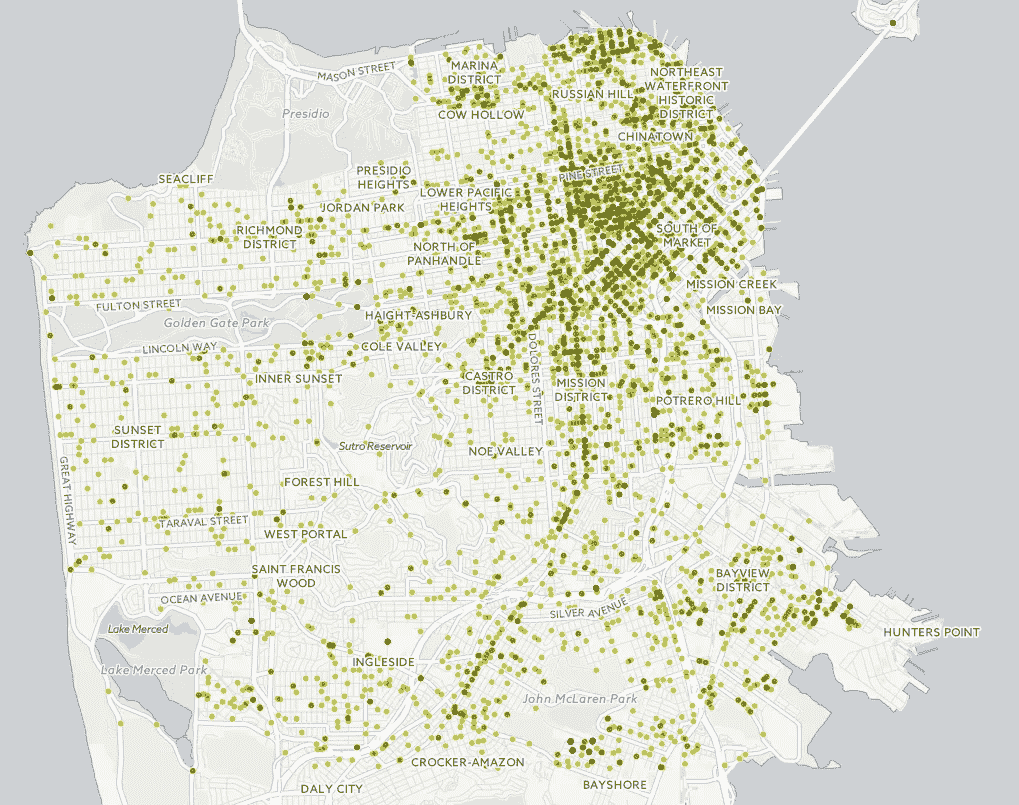 MARINA
DISTRICT
MASON STREET
NORTHEAST
WATERFRONT
HISTORIC
DISTRICT
RUSSIAN HILL
Presidio
COW HOLLOW
CHINATOWN
SEACLIFF
PRESIDIO
HEIGHTS
PINE STREET
LOWER PACIFIC
HEIGHTS
JORDAN PARK
RICHMOND
DISTRICT
SOUTH OF
MARKET
NORTH OF
PANHANDLE
MISSION CREEK
FULTON STREET
MISSION BAY
Golden Gate Park
HAIGHT-ASHBURY
LINCOLN WAY
COLE VALLEY
DOLORES STREET
INNER SUNSET
CASTRO
DISTRICT
MISSION
DISTRICT
POTRERO HILL
SUNSET
DISTRICT
Sutro Reservoir
NOE VALLEY
GREAT HIGHWAY
FOREST HILL
TARAVAL STREET
WEST PORTAL
SAINT FRANCIS
WOOD
BAYVIEW
DISTRICT
OCEAN AVENUE
SILVER AVENUE
Lake Merced
HUNTERS POINT
Lake Merced Park
INGLESIDE
John McLaren Park
CROCKER-AMAZON
DALY CITY
BAYSHORE